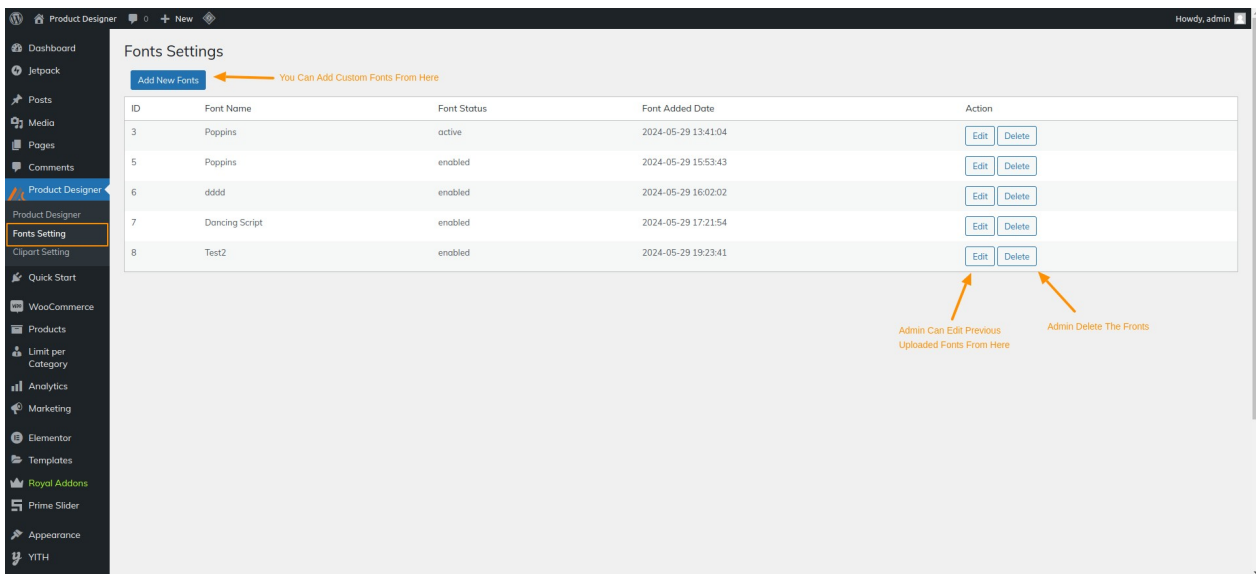 Product Designer 0 New Howdy, admin
Dashboard
Jetpack
Posts
Media
Pages
Comments
Product Designer
Product Designer
Fonts Setting
Clipart Setting
Quick Start
WooCommerce
Products
Limit per
Category
Analytics
Marketing
Elementor
Templates
Royal Addons
Prime Slider
Appearance
YITH
Fonts Settings
Add New Fonts You Can Add Custom Fonts From Here
ID Font Name Font Status Font Added Date Action
3 Poppins active 2024-05-29 13:41:04 Edit Delete
5 Poppins enabled 2024-05-29 15:53:43 Edit Delete
6 dddd enabled 2024-05-29 16:02:02 Edit Delete
7 Dancing Script enabled 2024-05-29 17:21:54 Edit Delete
8 Test2 enabled 2024-05-29 19:23:41 Edit Delete
Admin Can Edit Previous
Uploaded Fonts From Here
Admin Delete The Fronts